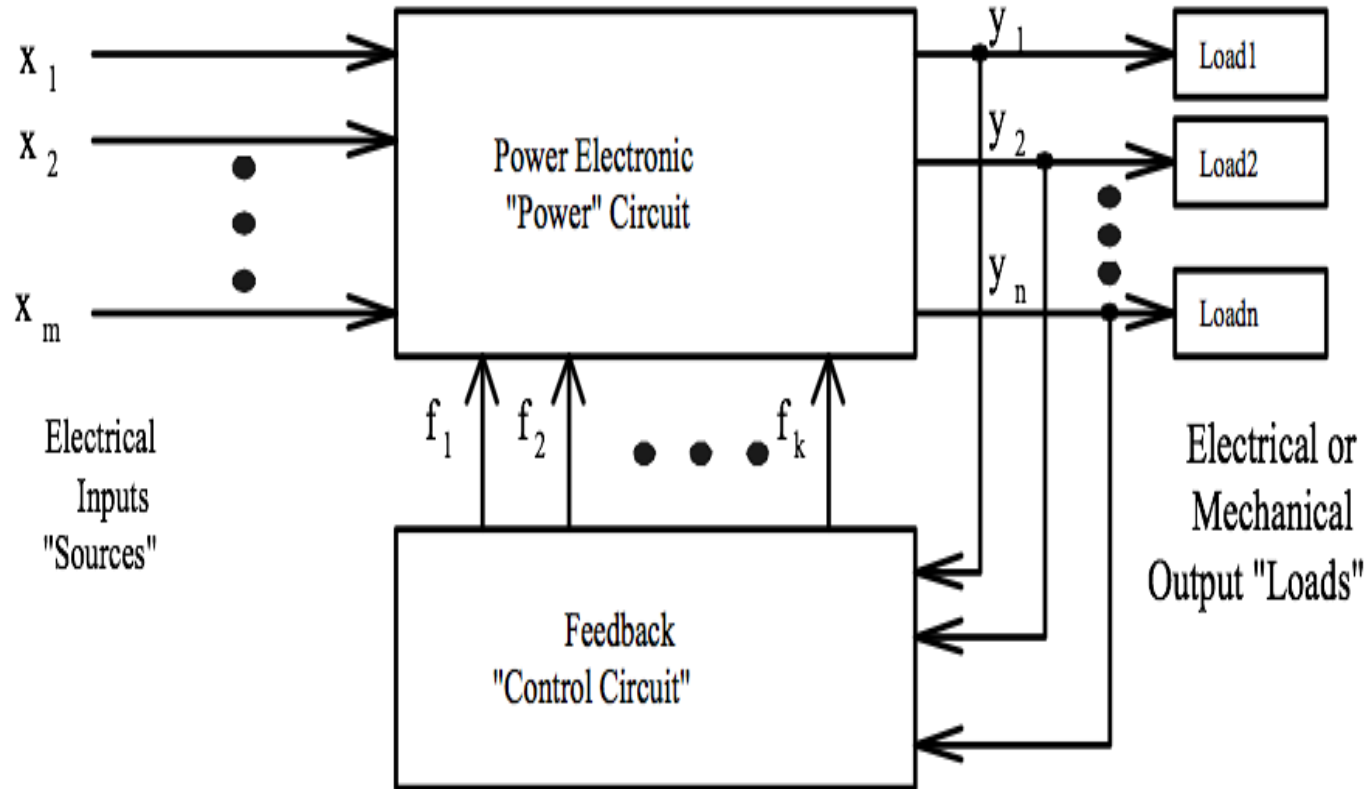 x 1
x 2
x m
Electrical
Inputs
"Sources"
Power Electronic
"Power" Circuit
y 1
y 2
y n
Load1
Load2
Loadn
f 1
f 2
f k
Feedback
"Control Circuit"
Electrical or
Mechanical
Output "Loads"